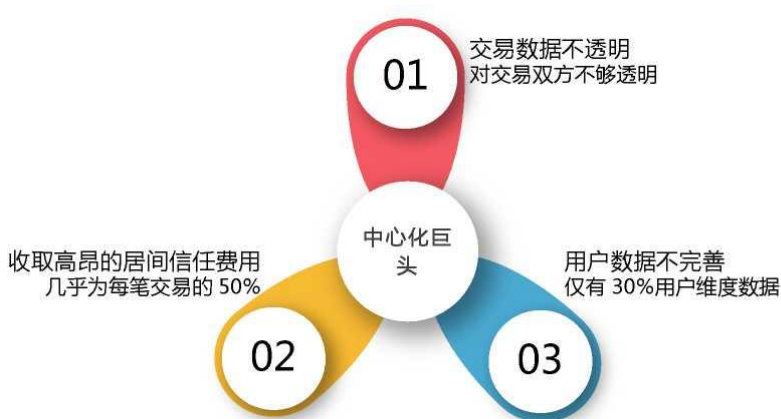 01
交易数据不透明
对交易双方不够透明
中心化巨
头
收取高昂的居间信任费用
几乎为每笔交易的 50%
02
用户数据不完善
仅有 30%用户维度数据
03